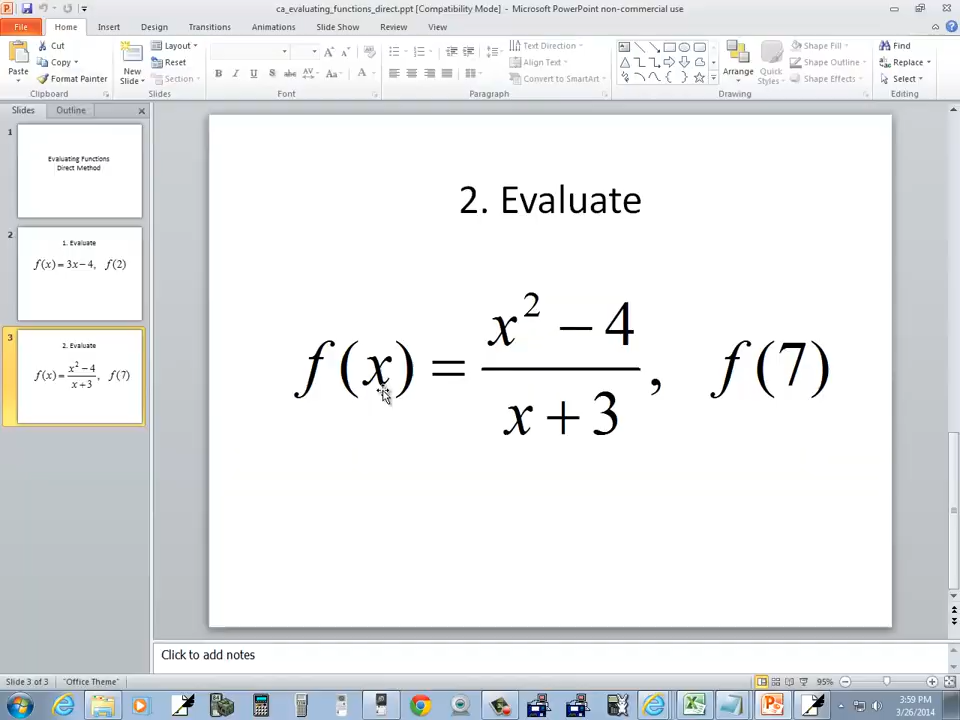 ca_evaluating_functions_direct.ppt [Compatibility Mode] - Microsoft PowerPoint non-commercial use
File Home Insert Design Transitions Animations Slide Show Review View
Paste
Cut
Copy
Format Painter
Clipboard
New
Slide
Layout
Reset
Section
Slides
B I U S abc AV Aa A
Font
Text Direction
Align Text
Convert to SmartArt
Paragraph
Arrange
Quick
Styles
Shape Fill
Shape Outline
Shape Effects
Drawing
Find
Replace
Select
Editing
Slides Outline
1
Evaluating Functions
Direct Method
2
1. Evaluate
f(x) = 3x − 4, f(2)
3
2. Evaluate
f(x) = (x² − 4)/(x + 3), f(7)
2. Evaluate
f(x) = (x² − 4)/(x + 3), f(7)
Click to add notes
Slide 3 of 3 "Office Theme" 95%
3:59 PM
3/26/2014